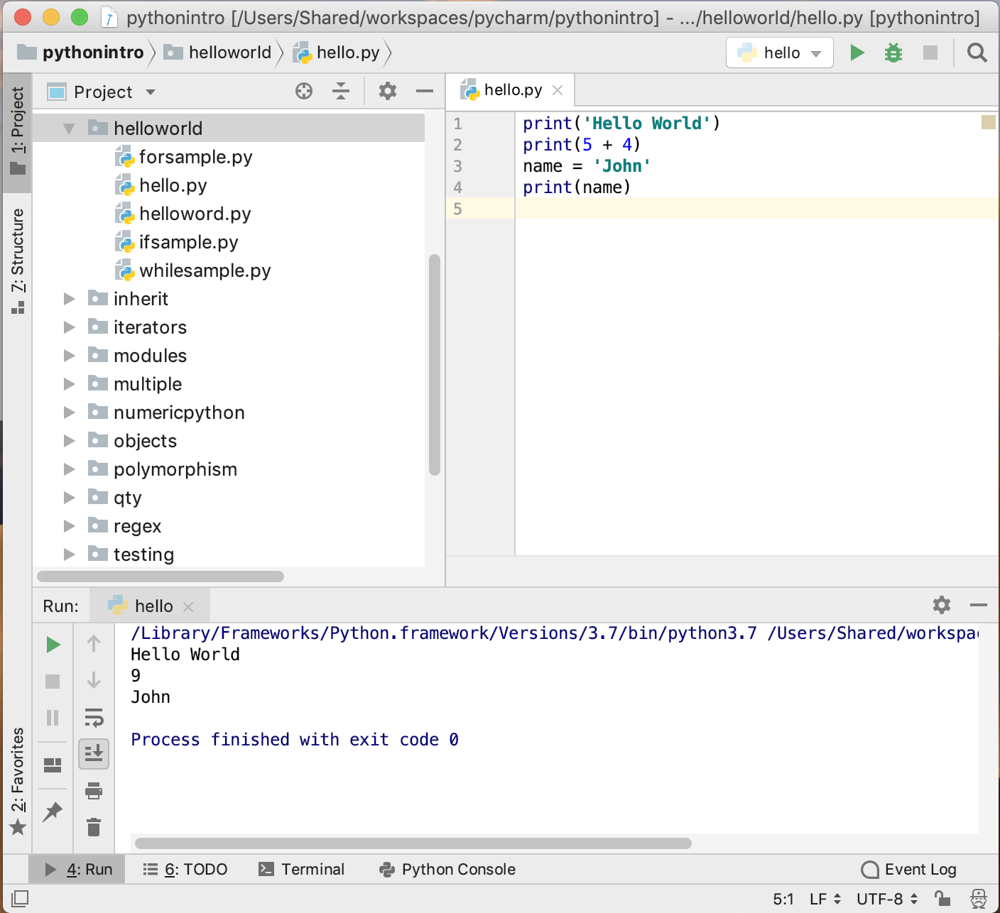 pythonintro [/Users/Shared/workspaces/pycharm/pythonintro] - .../helloworld/hello.py [pythonintro]
pythonintro helloworld hello.py hello
1: Project
7: Structure
2: Favorites
Project
helloworld
forsample.py
hello.py
helloword.py
ifsample.py
whilesample.py
inherit
iterators
modules
multiple
numericpython
objects
polymorphism
qty
regex
testing
hello.py
1 print('Hello World')
2 print(5 + 4)
3 name = 'John'
4 print(name)
5
Run: hello
/Library/Frameworks/Python.framework/Versions/3.7/bin/python3.7 /Users/Shared/workspac
Hello World
9
John
Process finished with exit code 0
4: Run 6: TODO Terminal Python Console Event Log
5:1 LF UTF-8